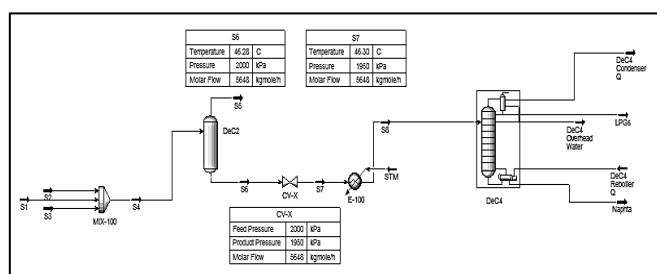 S6
Temperature 46.28 C
Pressure 2000 kPa
Molar Flow 5648 kgmole/h
S7
Temperature 46.30 C
Pressure 1950 kPa
Molar Flow 5648 kgmole/h
DeC4
Condenser
Q
S5
DeC2
S8
LPGs
DeC4
Overhead
Water
STM
DeC4
Reboiler
Q
S1
S2
S3
MIX-100
S4
S6
CV-X
S7
E-100
DeC4
Naphta
CV-X
Feed Pressure 2000 kPa
Product Pressure 1950 kPa
Molar Flow 5648 kgmole/h